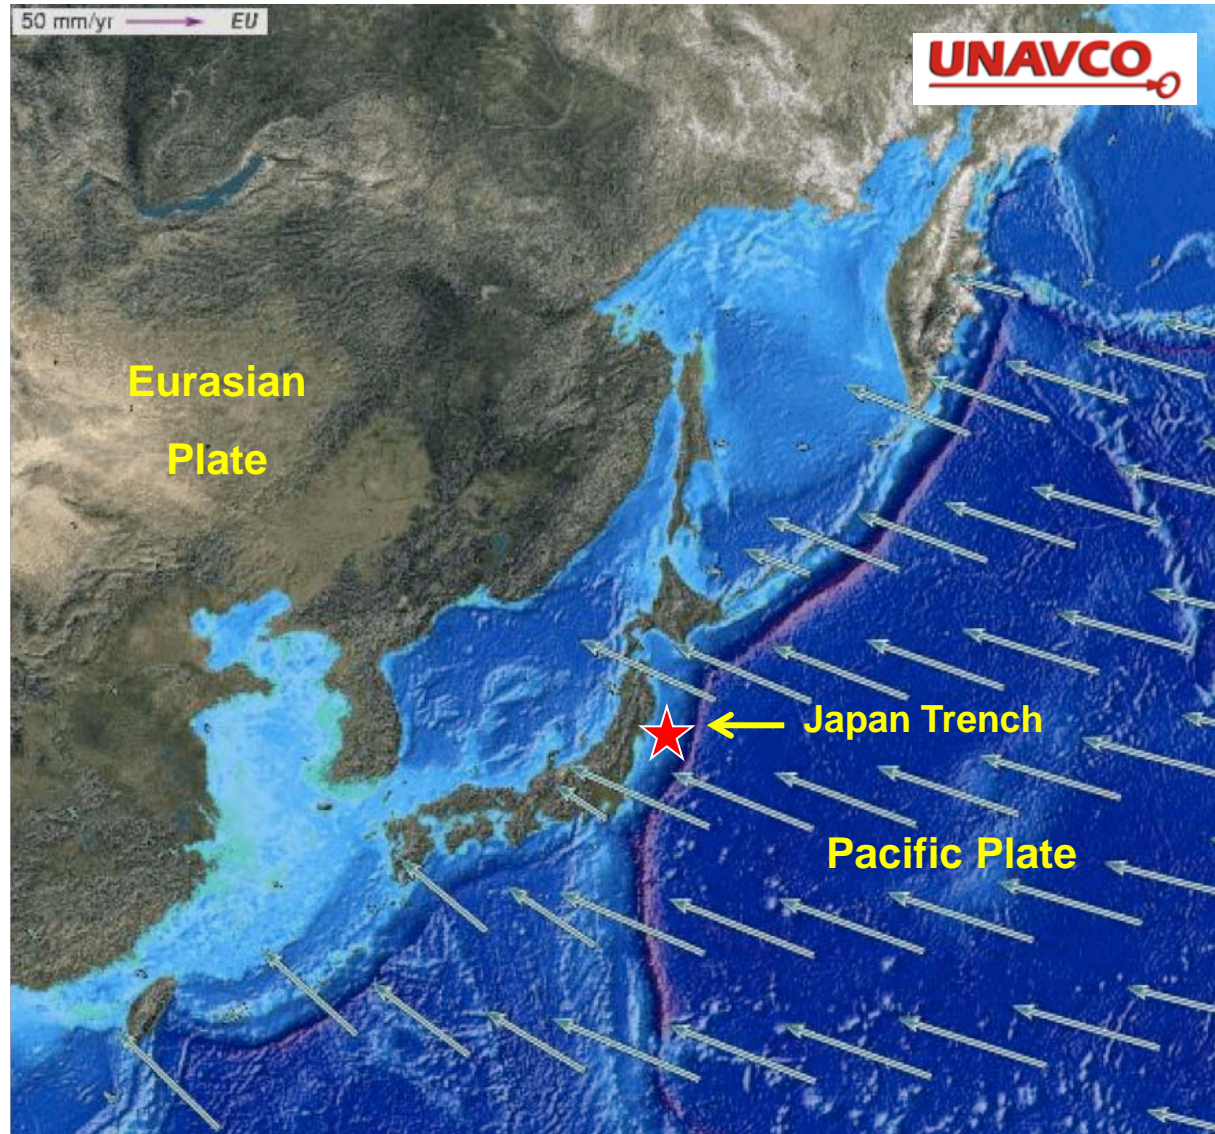 50 mm/yr EU
UNAVCO
Eurasian
Plate
Japan Trench
Pacific Plate